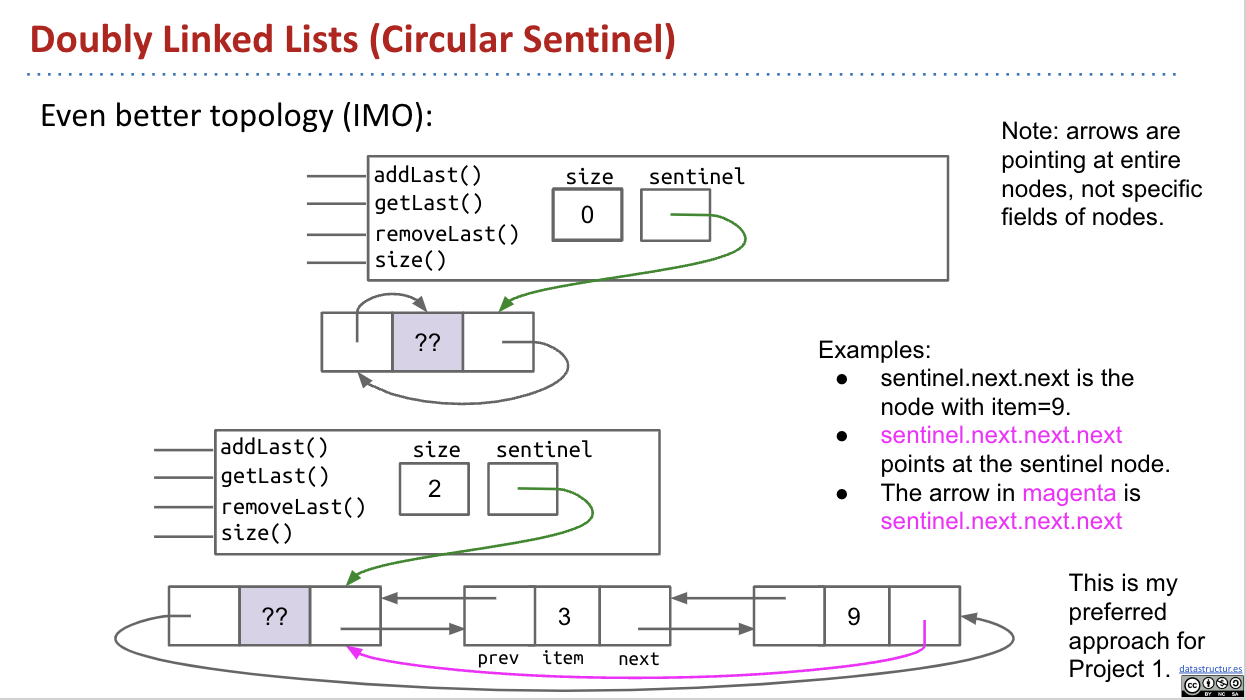 Doubly Linked Lists (Circular Sentinel)
Even better topology (IMO):
Note: arrows are
pointing at entire
nodes, not specific
fields of nodes.
addLast()
getLast()
removeLast()
size()
size
sentinel
0
??
Examples:
● sentinel.next.next is the
node with item=9.
● sentinel.next.next.next
points at the sentinel node.
● The arrow in magenta is
sentinel.next.next.next
addLast()
getLast()
removeLast()
size()
size
sentinel
2
??
3
9
prev item next
This is my
preferred
approach for
Project 1.
datastructur.es
cc
BY NC SA